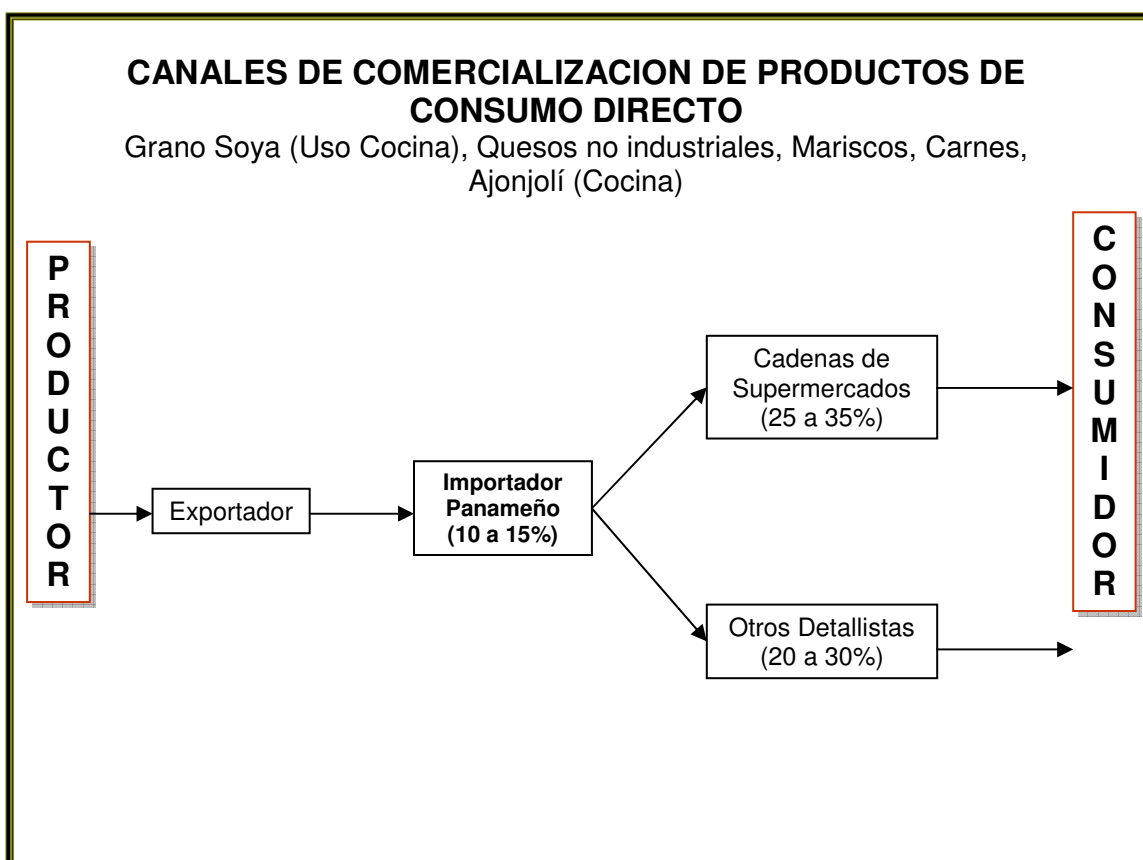 CANALES DE COMERCIALIZACION DE PRODUCTOS DE
CONSUMO DIRECTO
Grano Soya (Uso Cocina), Quesos no industriales, Mariscos, Carnes,
Ajonjolí (Cocina)
P
R
O
D
U
C
T
O
R
Exportador
Importador
Panameño
(10 a 15%)
Cadenas de
Supermercados
(25 a 35%)
Otros Detallistas
(20 a 30%)
C
O
N
S
U
M
I
D
O
R